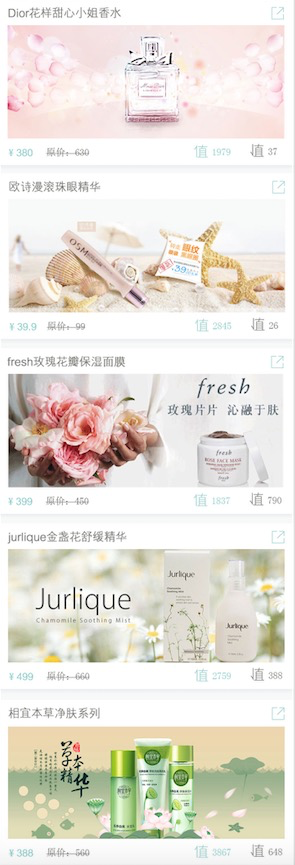 Dior花样甜心小姐香水
¥ 380 原价：630 值 1979 值 37
欧诗漫滚珠眼精华
OSM
眼纹
39
¥ 39.9 原价：99 值 2845 值 26
fresh玫瑰花瓣保湿面膜
fresh
玫瑰片片 沁融于肤
fresh
ROSE FACE MASK
¥ 399 原价：450 值 1837 值 790
jurlique金盏花舒缓精华
Jurlique
Chamomile Soothing Mist
Jurlique
¥ 499 原价：660 值 2759 值 388
相宜本草净肤系列
草本精华
¥ 388 原价：560 值 3867 值 648